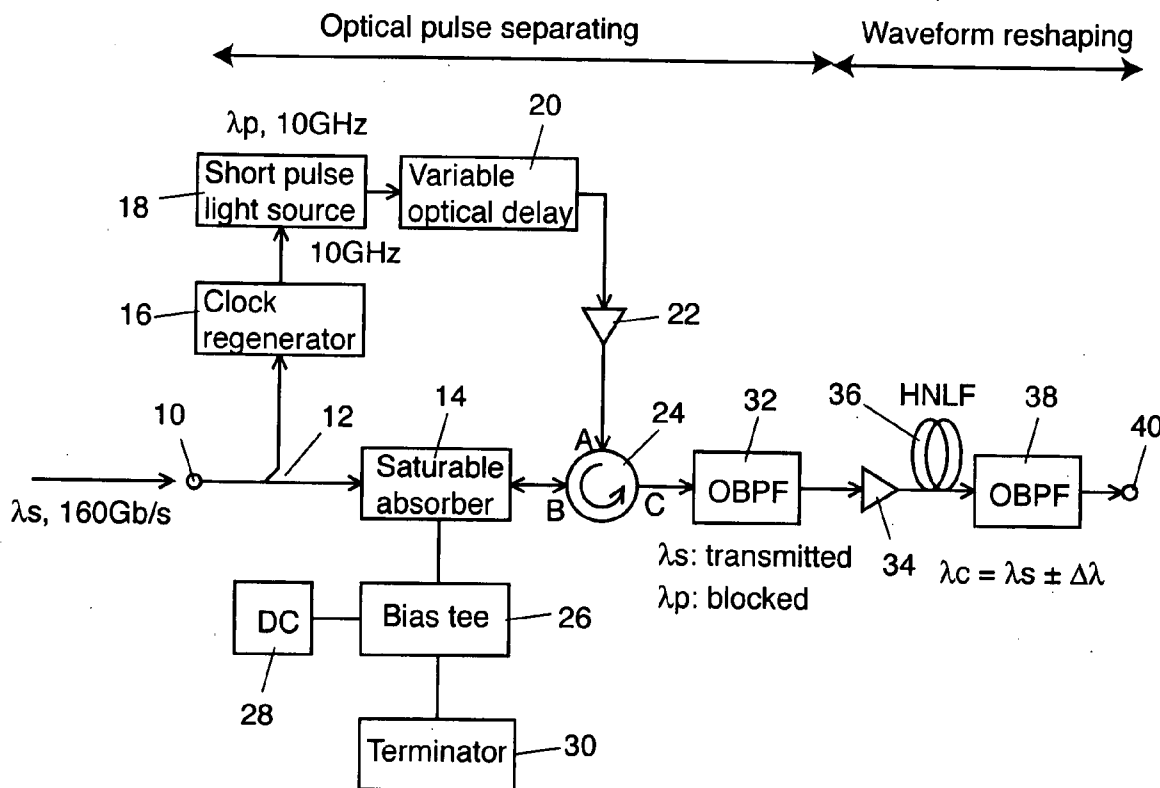 Optical pulse separating
Waveform reshaping
λp, 10GHz
20
Short pulse
light source
18
Variable
optical delay
10GHz
Clock
regenerator
16
22
10
12
14
24
32
36
HNLF
38
40
A
Saturable
absorber
B
C
OBPF
OBPF
λs, 160Gb/s
λs: transmitted
λp: blocked
34
λc = λs ± Δλ
DC
Bias tee
26
28
Terminator
30